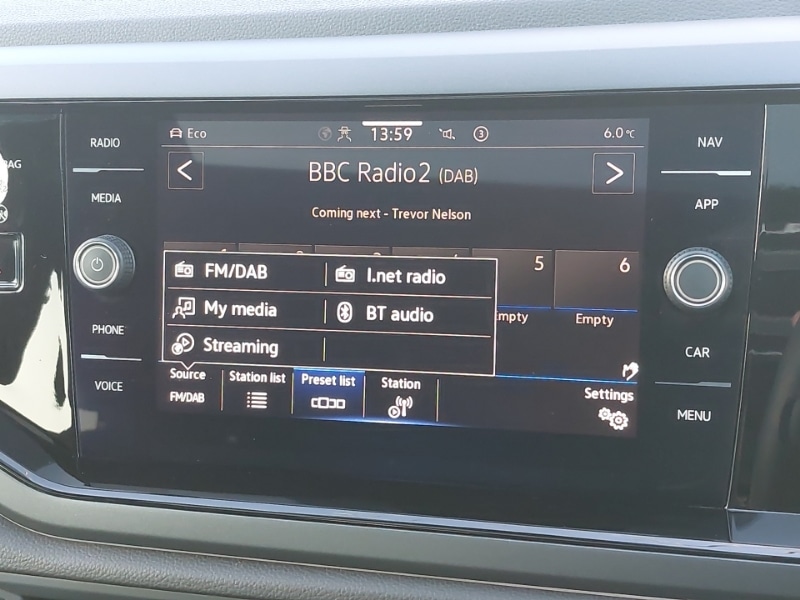 BAG
RADIO
MEDIA
PHONE
VOICE
Eco
13:59
3
6.0°C
< BBC Radio2 (DAB) >
Coming next - Trevor Nelson
5
6
Empty
FM/DAB
I.net radio
My media
BT audio
Streaming
Source
FM/DAB
Station list
Preset list
Station
Settings
NAV
APP
CAR
MENU